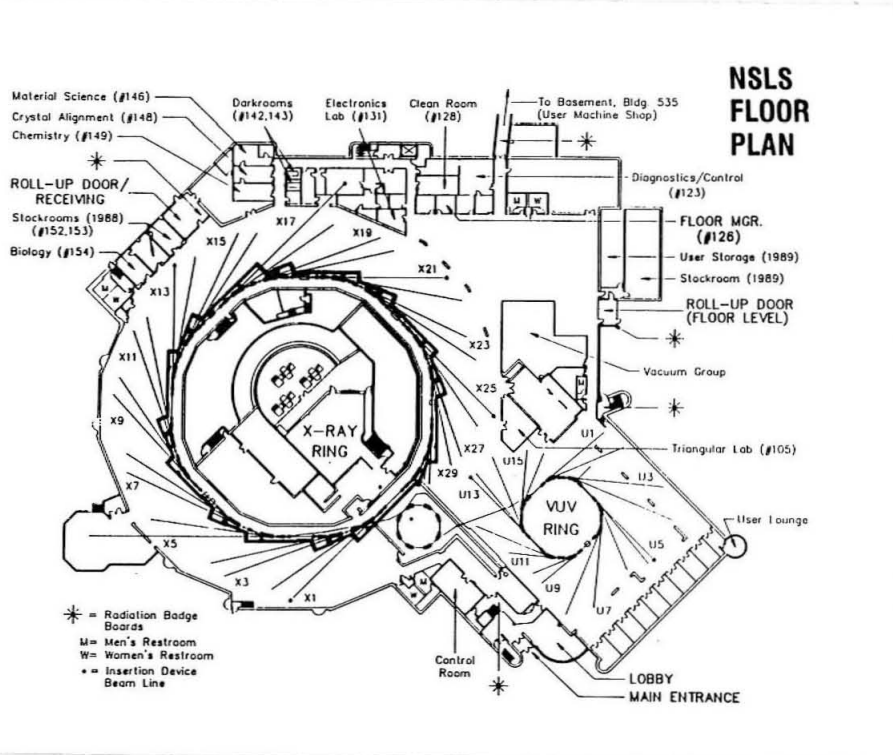 NSLS
FLOOR
PLAN
Material Science (#146)
Crystal Alignment (#148)
Chemistry (#149)
ROLL-UP DOOR/
RECEIVING
Stockrooms (1988)
(#152,153)
Biology (#154)
Darkrooms
(#142,143)
Electronics
Lab (#131)
Clean Room
(#128)
To Basement, Bldg. 535
(User Machine Shop)
Diagnostics/Control
(#123)
FLOOR MGR.
(#126)
User Storage (1989)
Stockroom (1989)
ROLL-UP DOOR
(FLOOR LEVEL)
Vacuum Group
Triangular Lab (#105)
User Lounge
M
W
M
W
M
M
W
X17
X15
X19
X13
X21
X11
X23
X9
X25
X7
X27
X5
X29
X3
X1
X-RAY
RING
U1
U15
U3
U13
VUV
RING
U5
U11
U9
U7
= Radiation Badge
Boards
M= Men's Restroom
W= Women's Restroom
• = Insertion Device
Beam Line
Control
Room
LOBBY
MAIN ENTRANCE